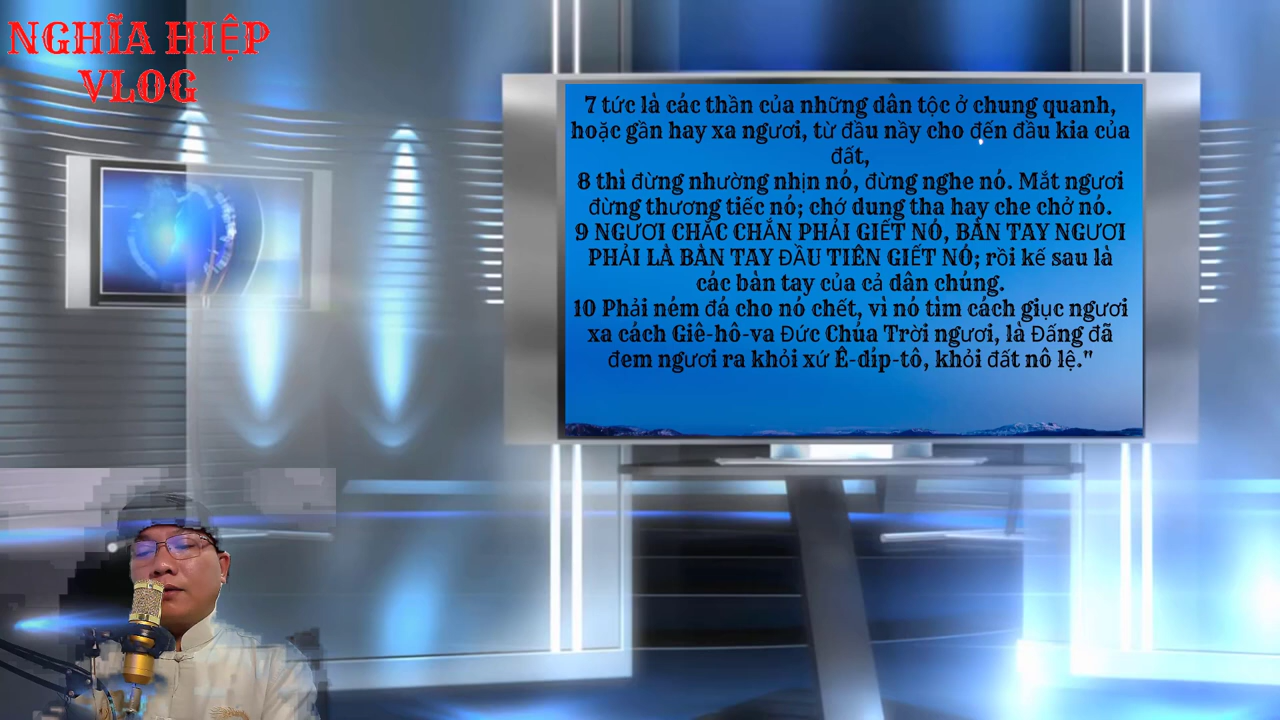 NGHĨA HIỆP
VLOG
7 tức là các thần của những dân tộc ở chung quanh,
hoặc gần hay xa ngươi, từ đầu nầy cho đến đầu kia của
đất,
8 thì đừng nhường nhịn nó, đừng nghe nó. Mắt ngươi
đừng thương tiếc nó; chớ dung tha hay che chở nó.
9 NGƯƠI CHẮC CHẮN PHẢI GIẾT NÓ, BÀN TAY NGƯƠI
PHẢI LÀ BÀN TAY ĐẦU TIÊN GIẾT NÓ; rồi kế sau là
các bàn tay của cả dân chúng.
10 Phải ném đá cho nó chết, vì nó tìm cách giục ngươi
xa cách Giê-hô-va Đức Chúa Trời ngươi, là Đấng đã
đem ngươi ra khỏi xứ Ê-díp-tô, khỏi đất nô lệ."